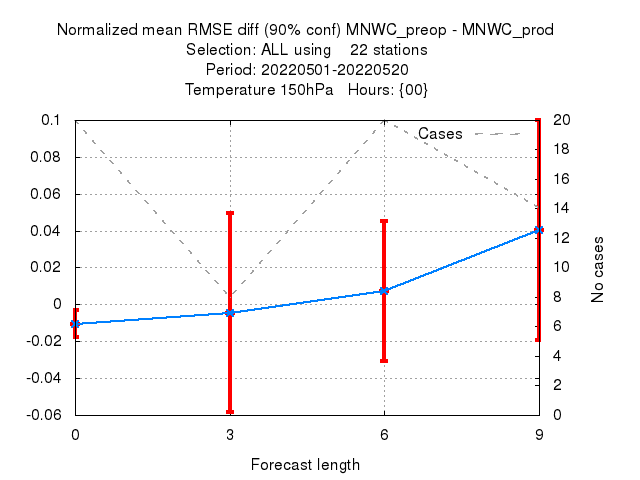 Normalized mean RMSE diff (90% conf) MNWC_preop - MNWC_prod
Selection: ALL using    22 stations
Period: 20220501-20220520
Temperature 150hPa   Hours: {00}
Cases
0.1
0.08
0.06
0.04
0.02
0
-0.02
-0.04
-0.06
20
18
16
14
12
10
8
6
4
2
0
No cases
0 3 6 9
Forecast length